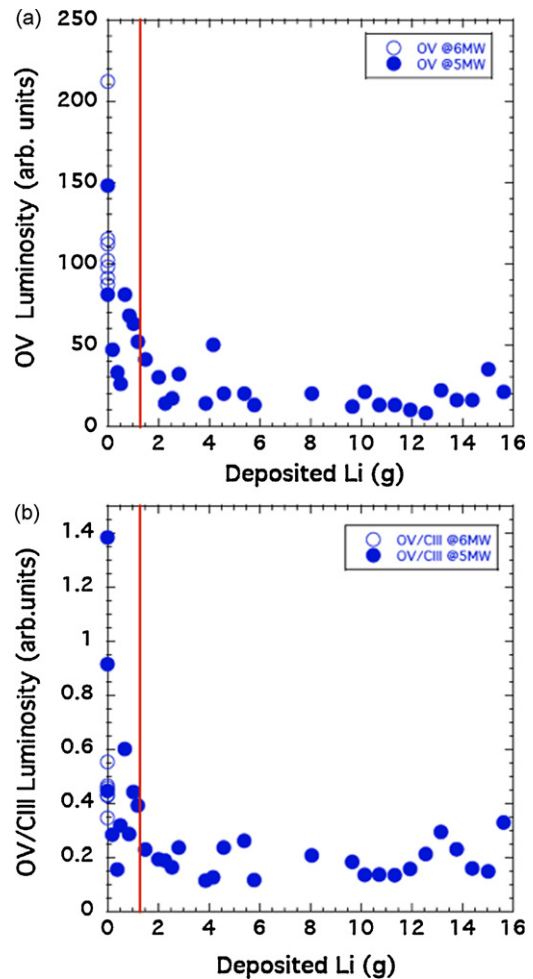 (a)
250
200
150
100
50
0
OV Luminosity (arb. units)
OV @6MW
OV @5MW
0 2 4 6 8 10 12 14 16
Deposited Li (g)
(b)
1.4
1.2
1
0.8
0.6
0.4
0.2
0
OV/CIII Luminosity (arb.units)
OV/CIII @6MW
OV/CIII @5MW
0 2 4 6 8 10 12 14 16
Deposited Li (g)